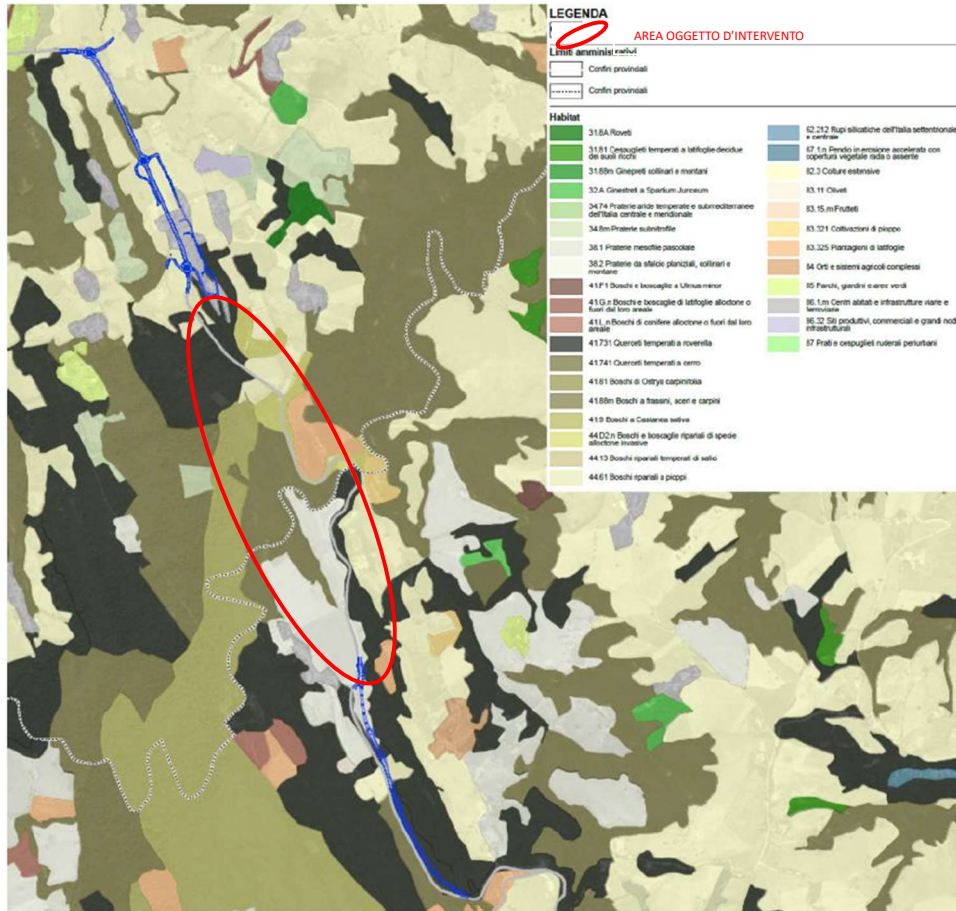 LEGENDA
AREA OGGETTO D'INTERVENTO
Limiti amministrativi
Confini provinciali
Confini provinciali
Habitat
31.8A Roveti
31.81 Cespuglieti temperati a latifoglie decidue
dei suoli ricchi
31.88m Ginepreti collinari e montani
32.A Ginestreti a Spartium Junceum
34.74 Praterie aride temperate e submediterranee
dell'Italia centrale e meridionale
34.8m Praterie subnitrofile
38.1 Praterie mesofile pascolate
38.2 Praterie da sfalcio planiziali, collinari e
montane
41.F1 Boschi e boscaglie a Ulmus minor
41.G.n Boschi e boscaglie di latifoglie alloctone o
fuori dal loro areale
41.L.n Boschi di conifere alloctone o fuori dal loro
areale
41.731 Querceti temperati a roverella
41.741 Querceti temperati a cerro
41.81 Boschi di Ostrya carpinifolia
41.88m Boschi a frassini, aceri e carpini
41.9 Boschi a Castanea sativa
44.D2.n Boschi e boscaglie ripariali di specie
alloctone invasive
44.13 Boschi ripariali temperati di salici
44.61 Boschi ripariali a pioppi
62.212 Rupi silicatiche dell'Italia settentrionale
e centrale
67.1.n Pendio in erosione accelerata con
copertura vegetale rada o assente
82.3 Colture estensive
83.11 Oliveti
83.15.m Frutteti
83.321 Coltivazioni di pioppo
83.325 Piantagioni di latifoglie
84 Orti e sistemi agricoli complessi
85 Parchi, giardini e aree verdi
86.1.m Centri abitati e infrastrutture viarie e
ferroviarie
86.32 Siti produttivi, commerciali e grandi nodi
infrastrutturali
87 Prati e cespuglieti ruderali periurbani